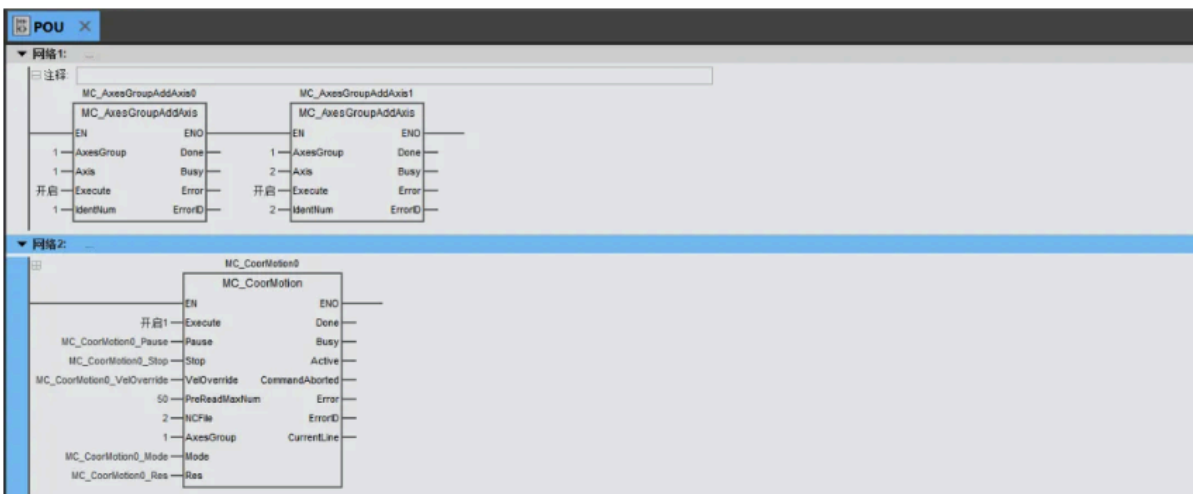 POU ×
网络1: ...
注释
MC_AxesGroupAddAxis0 MC_AxesGroupAddAxis1
MC_AxesGroupAddAxis MC_AxesGroupAddAxis
EN ENO EN ENO
1 AxesGroup Done 1 AxesGroup Done
1 Axis Busy 2 Axis Busy
开启 Execute Error 开启 Execute Error
1 IdentNum ErrorID 2 IdentNum ErrorID
网络2: ...
MC_CoorMotion0
MC_CoorMotion
EN ENO
开启1 Execute Done
MC_CoorMotion0_Pause Pause Busy
MC_CoorMotion0_Stop Stop Active
MC_CoorMotion0_VelOverride VelOverride CommandAborted
50 PreReadMaxNum Error
2 NCFile ErrorID
1 AxesGroup CurrentLine
MC_CoorMotion0_Mode Mode
MC_CoorMotion0_Res Res